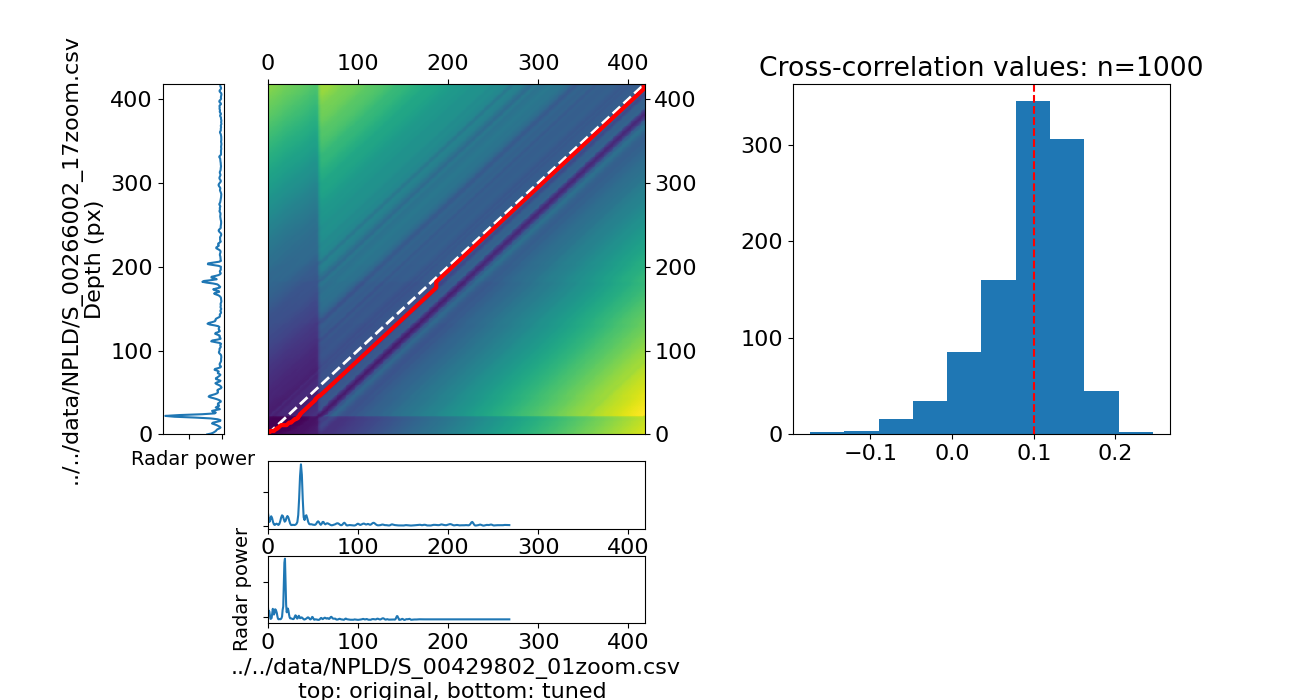 0 100 200 300 400
Cross-correlation values: n=1000
../../data/NPLD/S_00266002_17zoom.csv
Depth (px)
400
300
200
100
0
400
300
200
100
0
300
200
100
0
−0.1 0.0 0.1 0.2
Radar power
0 100 200 300 400
Radar power
0 100 200 300 400
../../data/NPLD/S_00429802_01zoom.csv
top: original, bottom: tuned